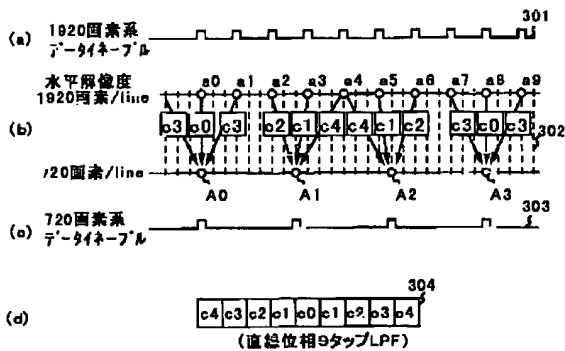 301
(a) 1920画素系
データイネーブル
水平解像度 a0 a1 a2 a3 a4 a5 a6 a7 a8 a9
1920画素/line
(b) c3 c0 c3 c2 c1 c4 c4 c1 c2 c3 c0 c3 302
720画素/line
A0 A1 A2 A3
(c) 720画素系
データイネーブル 303
304
(d) c4 c3 c2 c1 c0 c1 c2 c3 c4
(直線位相9タップLPF)